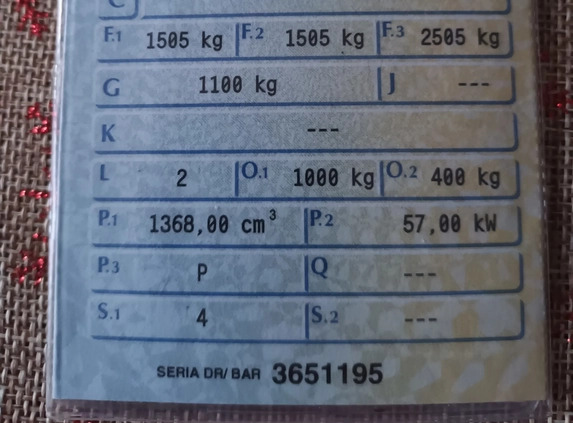 C
F.1 1505 kg F.2 1505 kg F.3 2505 kg
G 1100 kg J ---
K ---
L 2 O.1 1000 kg O.2 400 kg
P.1 1368,00 cm³ P.2 57,00 kW
P.3 P Q ---
S.1 4 S.2 ---
SERIA DR/ BAR 3651195